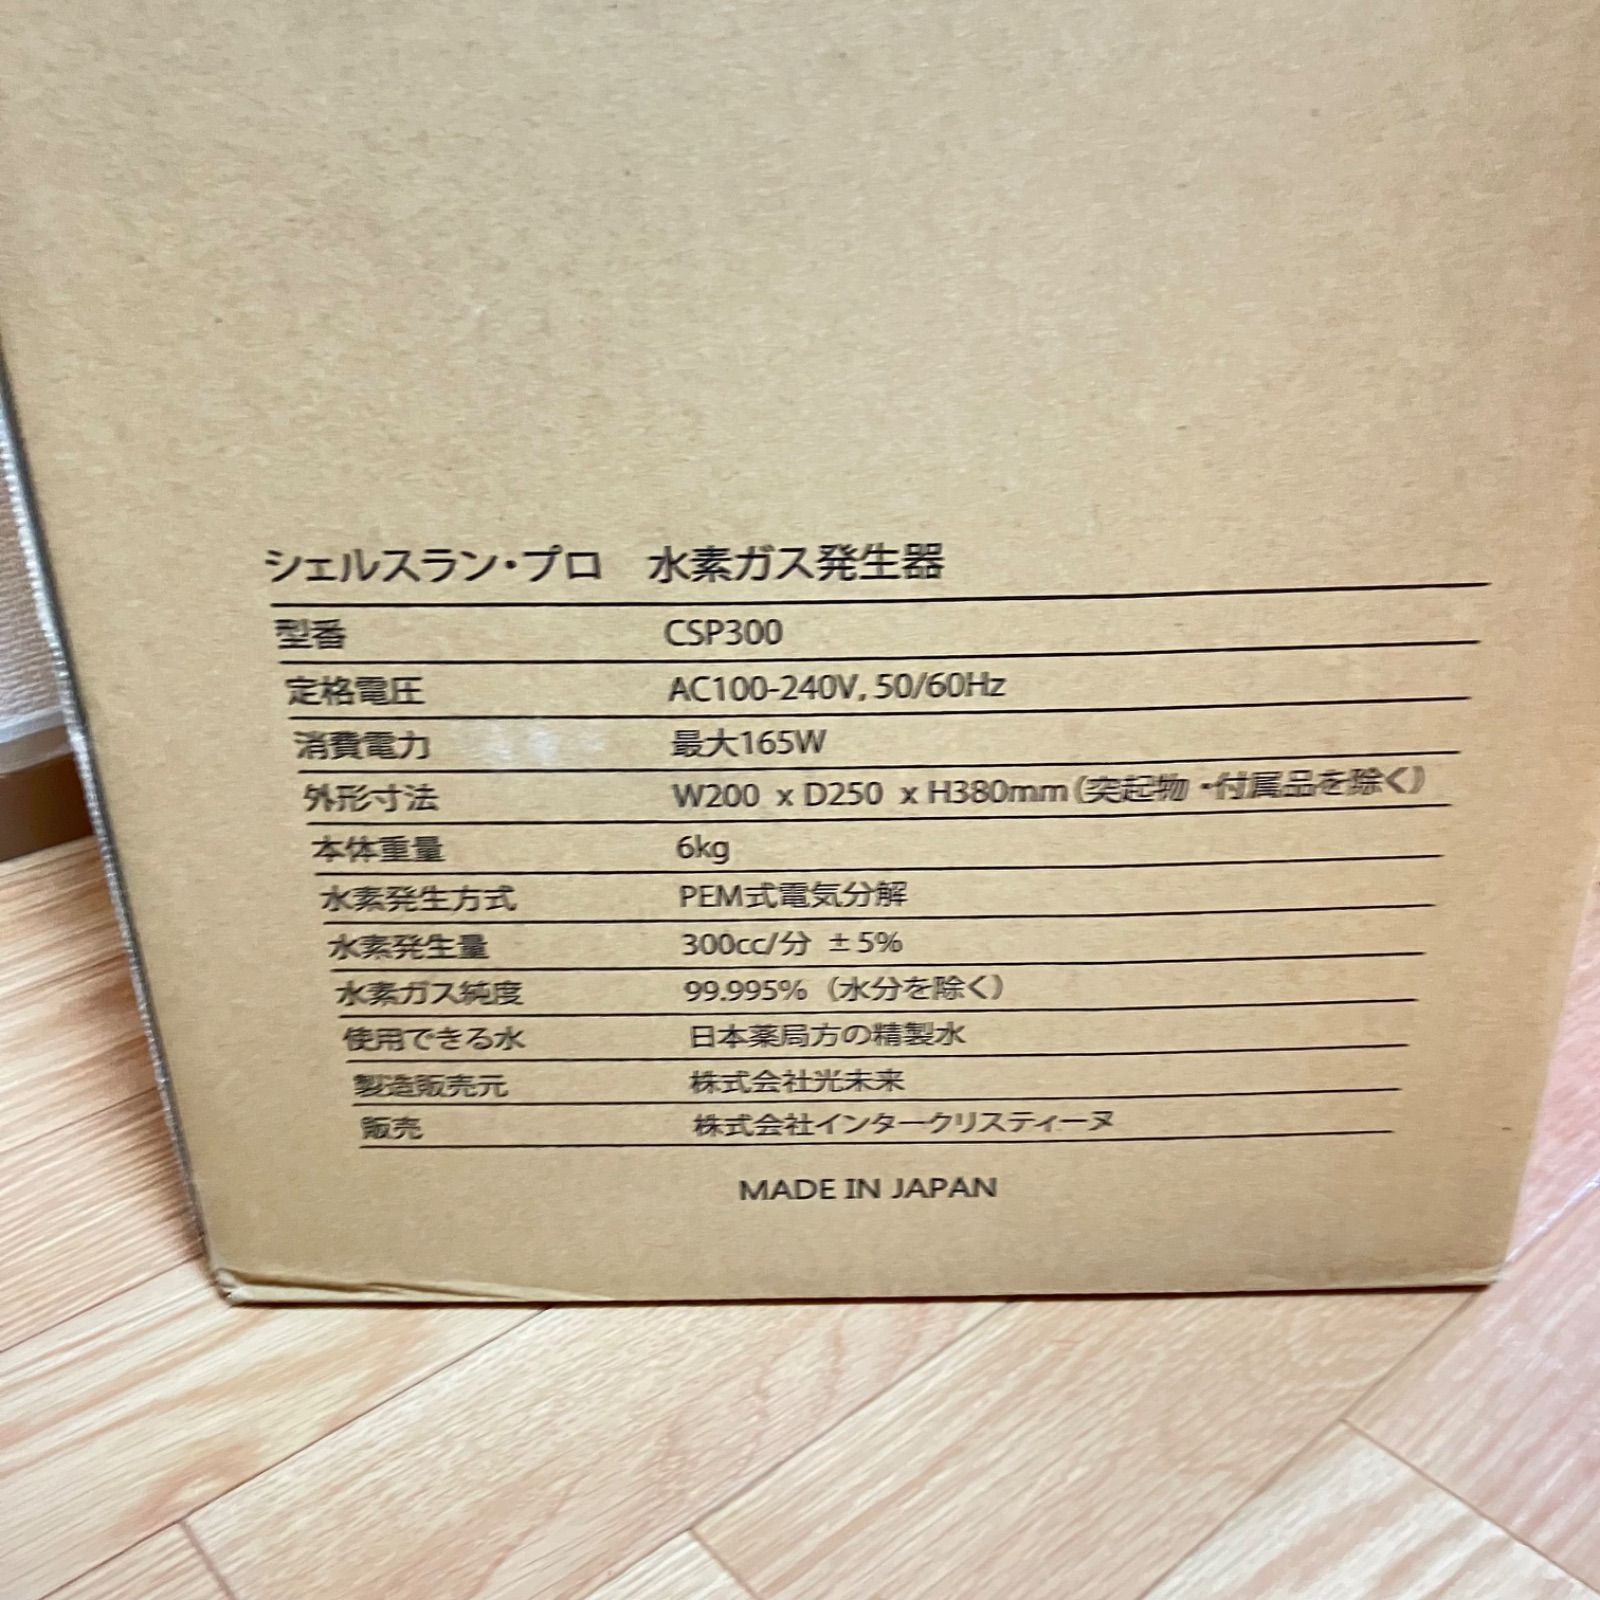 シェルスラン・プロ　水素ガス発生器
型番 CSP300
定格電圧 AC100-240V, 50/60Hz
消費電力 最大165W
外形寸法 W200 x D250 x H380mm(突起物・付属品を除く)
本体重量 6kg
水素発生方式 PEM式電気分解
水素発生量 300cc/分 ±5%
水素ガス純度 99.995%（水分を除く）
使用できる水 日本薬局方の精製水
製造販売元 株式会社光未来
販売 株式会社インタークリスティーヌ
MADE IN JAPAN